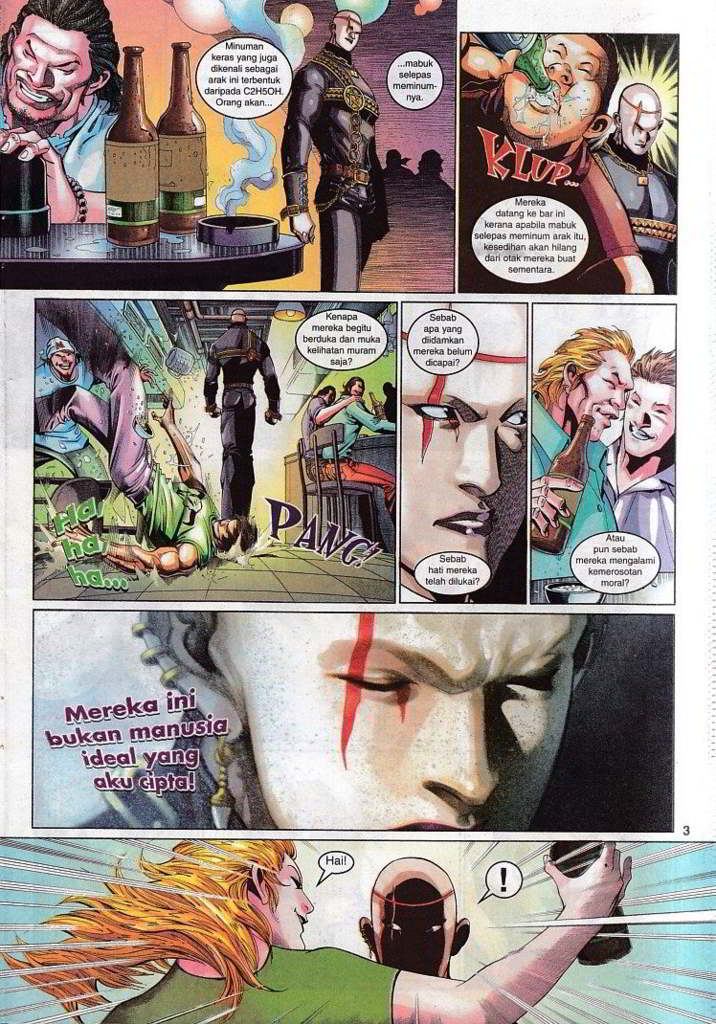 Minuman
keras yang juga
dikenali sebagai
arak ini terbentuk
daripada C2H5OH.
Orang akan...
...mabuk
selepas
meminum-
nya.
KLUP...
Mereka
datang ke bar ini
kerana apabila mabuk
selepas meminum arak itu,
kesedihan akan hilang
dari otak mereka buat
sementara.
Kenapa
mereka begitu
berduka dan muka
kelihatan muram
saja?
Ha
ha
ha...
PANG!
Sebab
apa yang
diidamkan
mereka belum
dicapai?
Sebab
hati mereka
telah dilukai?
Atau
pun sebab
mereka mengalami
kemerosotan
moral?
Mereka ini
bukan manusia
ideal yang
aku cipta!
3
Hai!
!